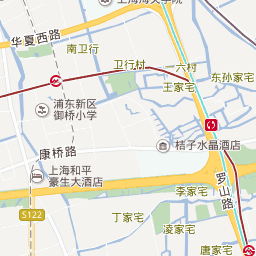 上海海关学院
华夏西路
南卫行
卫行村
一六村
东孙家宅
王家宅
浦东新区
御桥小学
康桥路
桔子水晶酒店
上海和平
豪生大酒店
李家宅
罗山路
S122
丁家宅
凌家宅
唐家宅